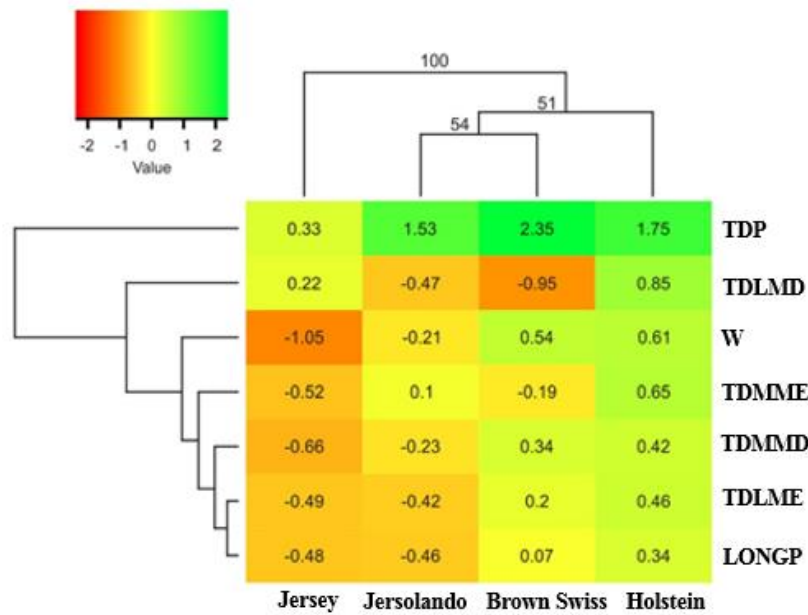 100
51
54
-2 -1 0 1 2
Value
0.33 1.53 2.35 1.75 TDP
0.22 -0.47 -0.95 0.85 TDLMD
-1.05 -0.21 0.54 0.61 W
-0.52 0.1 -0.19 0.65 TDMME
-0.66 -0.23 0.34 0.42 TDMMD
-0.49 -0.42 0.2 0.46 TDLME
-0.48 -0.46 0.07 0.34 LONGP
Jersey Jersolando Brown Swiss Holstein